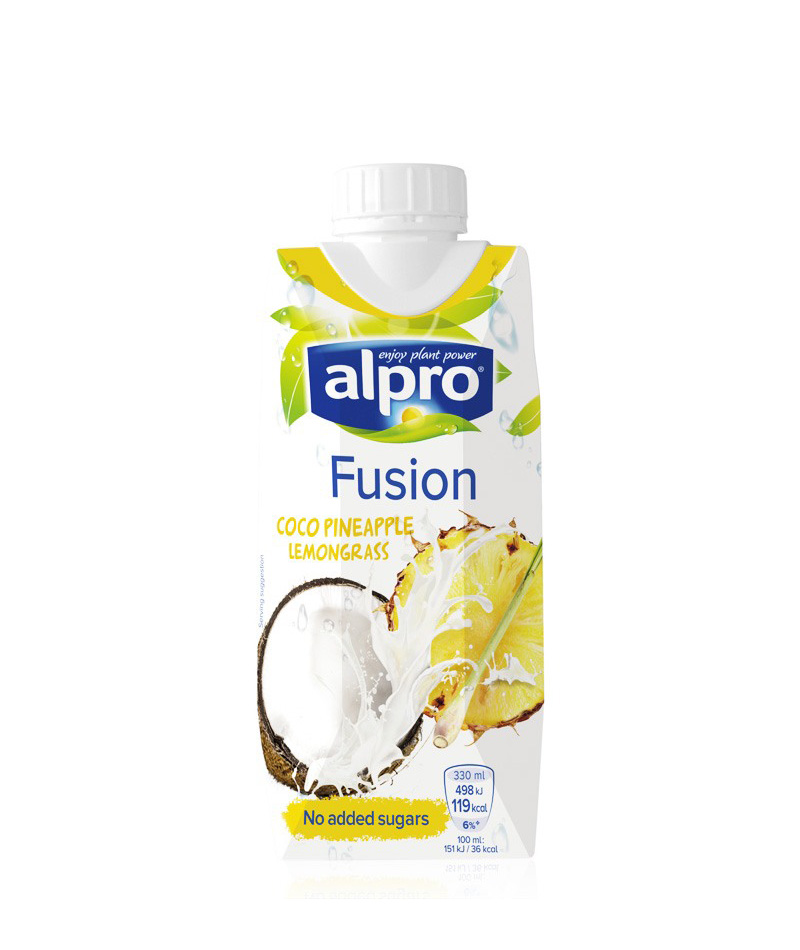 enjoy plant power
alpro®
Fusion
COCO PINEAPPLE
LEMONGRASS
Serving suggestion
330 ml
498 kJ
119 kcal
6%*
No added sugars
100 ml:
151 kJ / 36 kcal